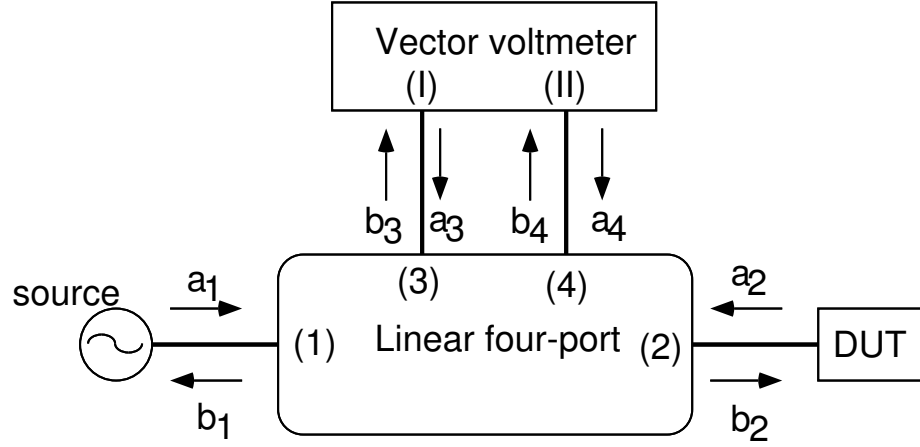 Vector voltmeter
(I) (II)
b3 a3 b4 a4
source a1 (3) (4) a2
(1) Linear four-port (2) DUT
b1 b2